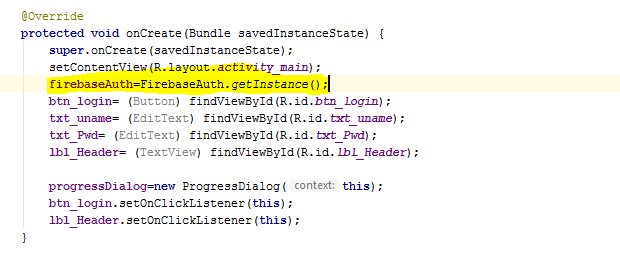 @Override
protected void onCreate(Bundle savedInstanceState) {
super.onCreate(savedInstanceState);
setContentView(R.layout.activity_main);
firebaseAuth=FirebaseAuth.getInstance();
btn_login= (Button) findViewById(R.id.btn_login);
txt_uname= (EditText) findViewById(R.id.txt_uname);
txt_Pwd= (EditText) findViewById(R.id.txt_Pwd);
lbl_Header= (TextView) findViewById(R.id.lbl_Header);
progressDialog=new ProgressDialog( context: this);
btn_login.setOnClickListener(this);
lbl_Header.setOnClickListener(this);
}